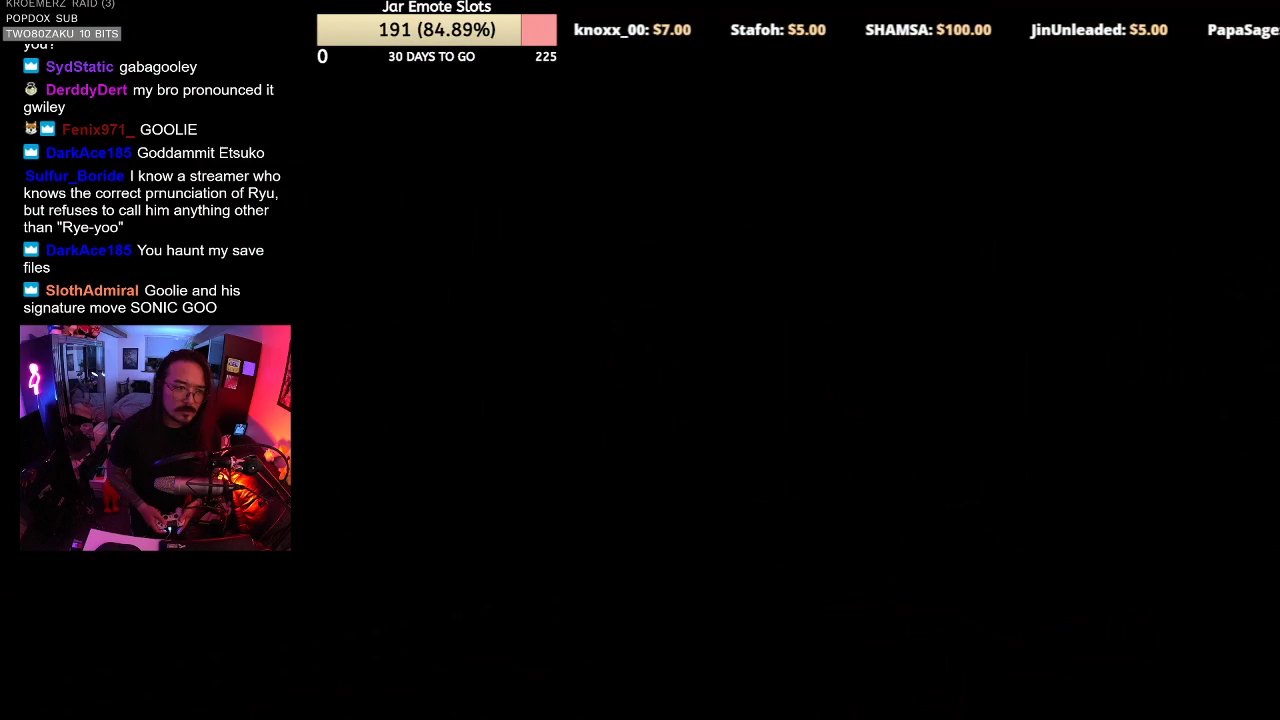 KROEMERZ RAID (3)
POPDOX SUB
TWO80ZAKU 10 BITS
you?
SydStatic gabagooley
DerddyDert my bro pronounced it
gwiley
Fenix971_ GOOLIE
DarkAce185 Goddammit Etsuko
Sulfur_Boride I know a streamer who
knows the correct prnunciation of Ryu,
but refuses to call him anything other
than "Rye-yoo"
DarkAce185 You haunt my save
files
SlothAdmiral Goolie and his
signature move SONIC GOO
Jar Emote Slots
191 (84.89%)
0 30 DAYS TO GO 225
knoxx_00: $7.00 Stafoh: $5.00 SHAMSA: $100.00 JinUnleaded: $5.00 PapaSage